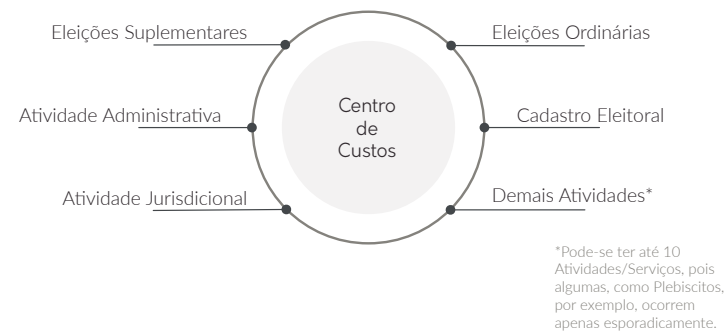 Eleições Suplementares
Eleições Ordinárias
Atividade Administrativa
Centro
de
Custos
Cadastro Eleitoral
Atividade Jurisdicional
Demais Atividades*
*Pode-se ter até 10
Atividades/Serviços, pois
algumas, como Plebiscitos,
por exemplo, ocorrem
apenas esporadicamente.